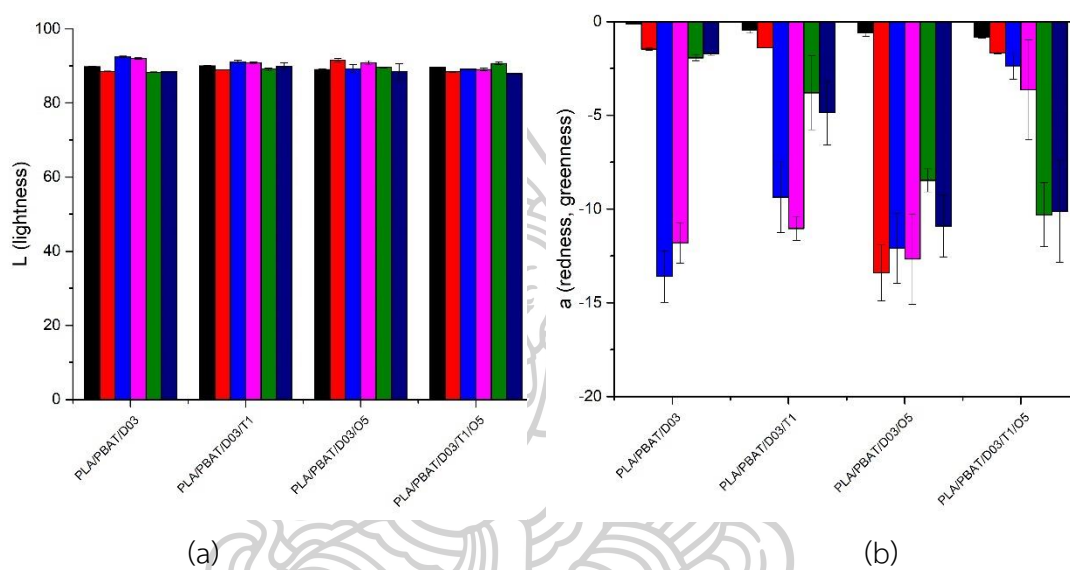 100
80
60
40
20
0
L (lightness)
PLA/PBAT/D03
PLA/PBAT/D03/T1
PLA/PBAT/D03/O5
PLA/PBAT/D03/T1/O5
(a)
0
-5
-10
-15
-20
a (redness, greenness)
PLA/PBAT/D03
PLA/PBAT/D03/T1
PLA/PBAT/D03/O5
PLA/PBAT/D03/T1/O5
(b)